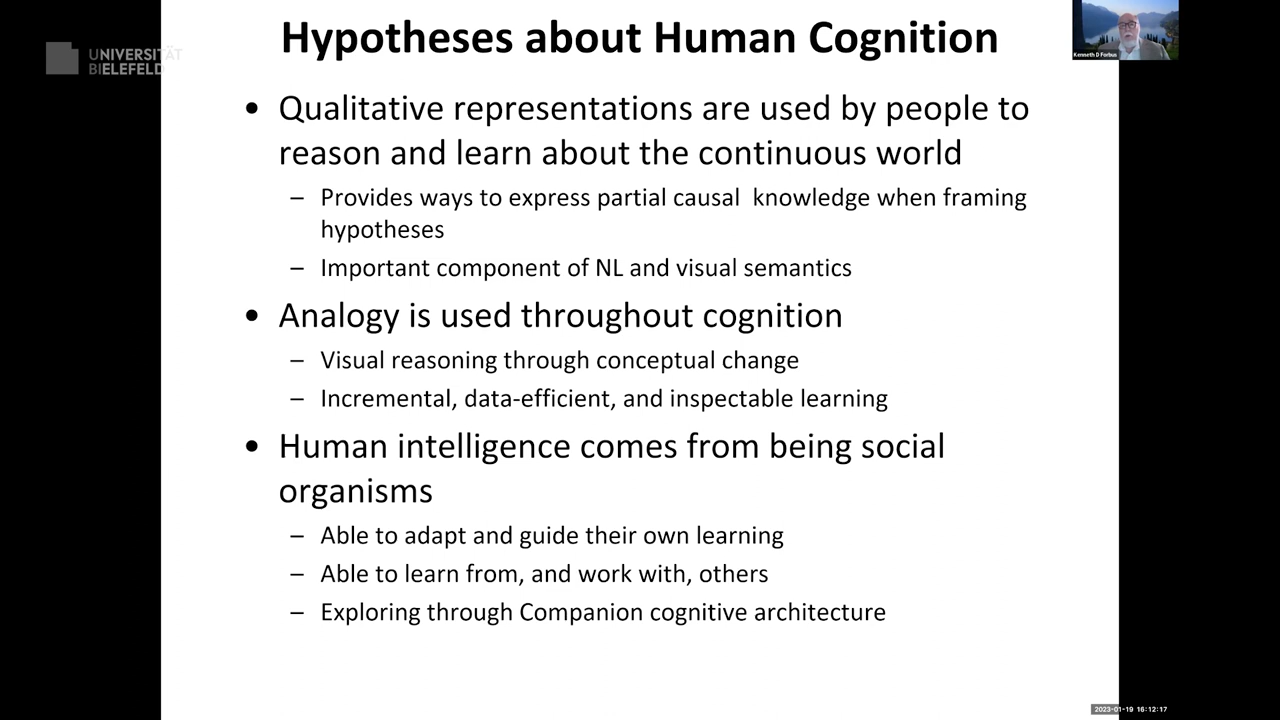 UNIVERSITÄT
BIELEFELD
Hypotheses about Human Cognition
Kenneth D Forbus
• Qualitative representations are used by people to
reason and learn about the continuous world
– Provides ways to express partial causal knowledge when framing
hypotheses
– Important component of NL and visual semantics
• Analogy is used throughout cognition
– Visual reasoning through conceptual change
– Incremental, data-efficient, and inspectable learning
• Human intelligence comes from being social
organisms
– Able to adapt and guide their own learning
– Able to learn from, and work with, others
– Exploring through Companion cognitive architecture
2023-01-19 16:12:17